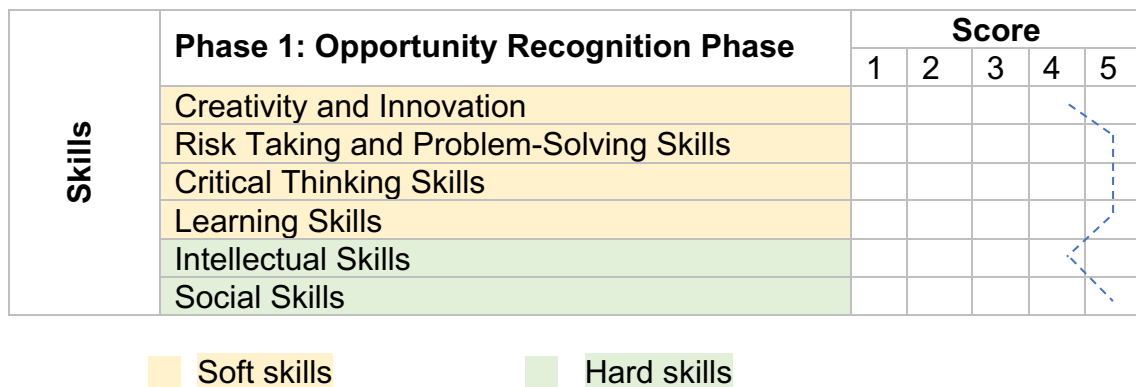 Skills
Phase 1: Opportunity Recognition Phase
Score
1 2 3 4 5
Creativity and Innovation
Risk Taking and Problem-Solving Skills
Critical Thinking Skills
Learning Skills
Intellectual Skills
Social Skills
Soft skills
Hard skills